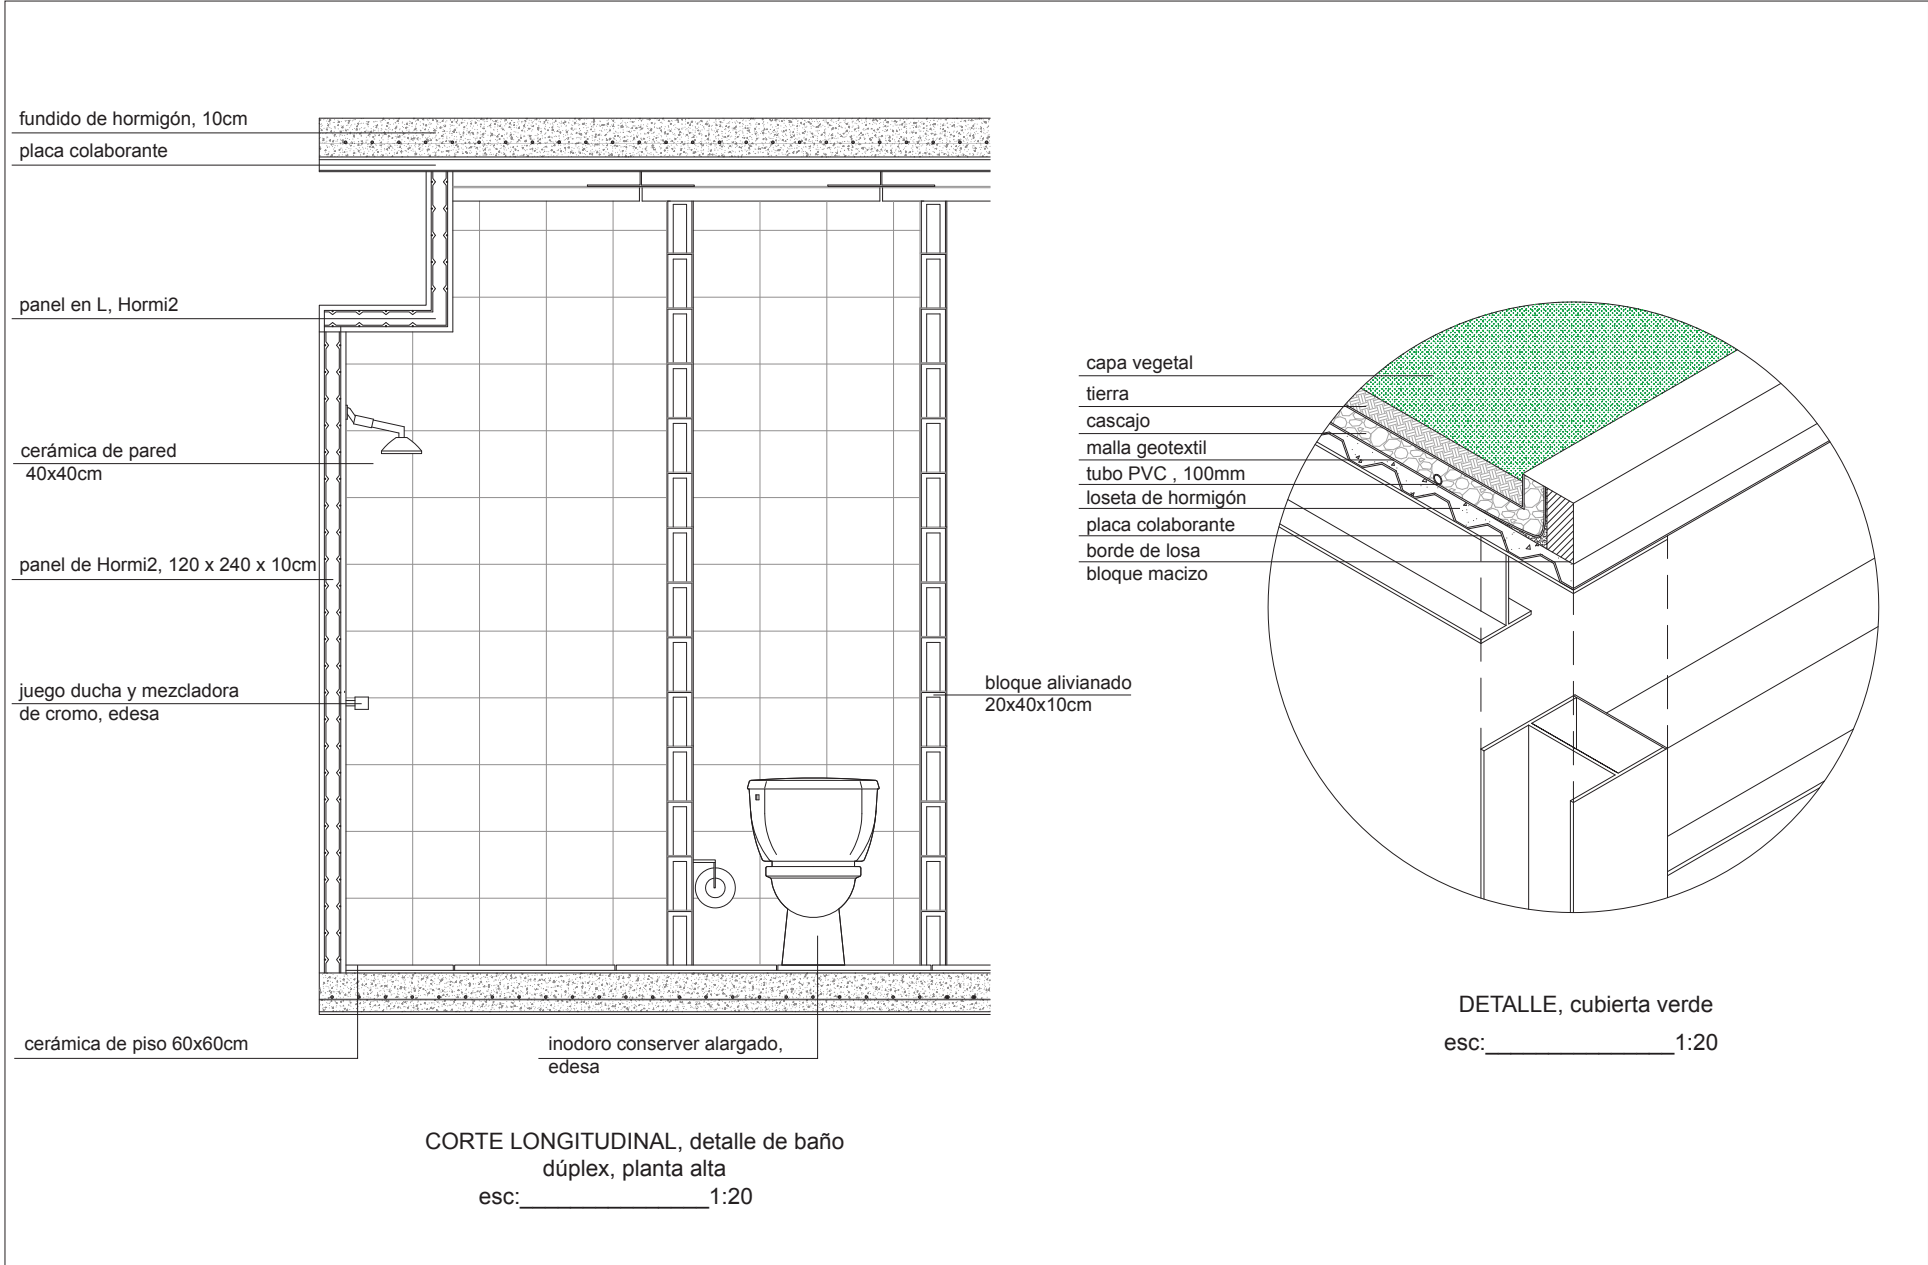 fundido de hormigón, 10cm
placa colaborante
panel en L, Hormi2
cerámica de pared
40x40cm
panel de Hormi2, 120 x 240 x 10cm
juego ducha y mezcladora
de cromo, edesa
cerámica de piso 60x60cm
inodoro conserver alargado,
edesa
bloque alivianado
20x40x10cm
CORTE LONGITUDINAL, detalle de baño
dúplex, planta alta
esc:_______________1:20
capa vegetal
tierra
cascajo
malla geotextil
tubo PVC , 100mm
loseta de hormigón
placa colaborante
borde de losa
bloque macizo
DETALLE, cubierta verde
esc:_______________1:20